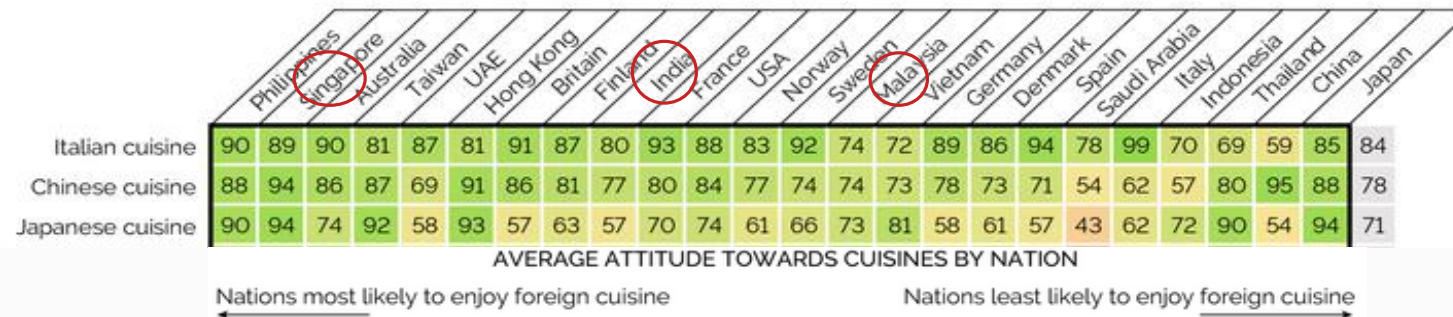 Philippines Singapore Australia Taiwan UAE Hong Kong Britain Finland India France USA Norway Sweden Malaysia Vietnam Germany Denmark Spain Saudi Arabia Italy Indonesia Thailand China Japan
Italian cuisine 90 89 90 81 87 81 91 87 80 93 88 83 92 74 72 89 86 94 78 99 70 69 59 85 84
Chinese cuisine 88 94 86 87 69 91 86 81 77 80 84 77 74 74 73 78 73 71 54 62 57 80 95 88 78
Japanese cuisine 90 94 74 92 58 93 57 63 57 70 74 61 66 73 81 58 61 57 43 62 72 90 54 94 71
AVERAGE ATTITUDE TOWARDS CUISINES BY NATION
Nations most likely to enjoy foreign cuisine Nations least likely to enjoy foreign cuisine